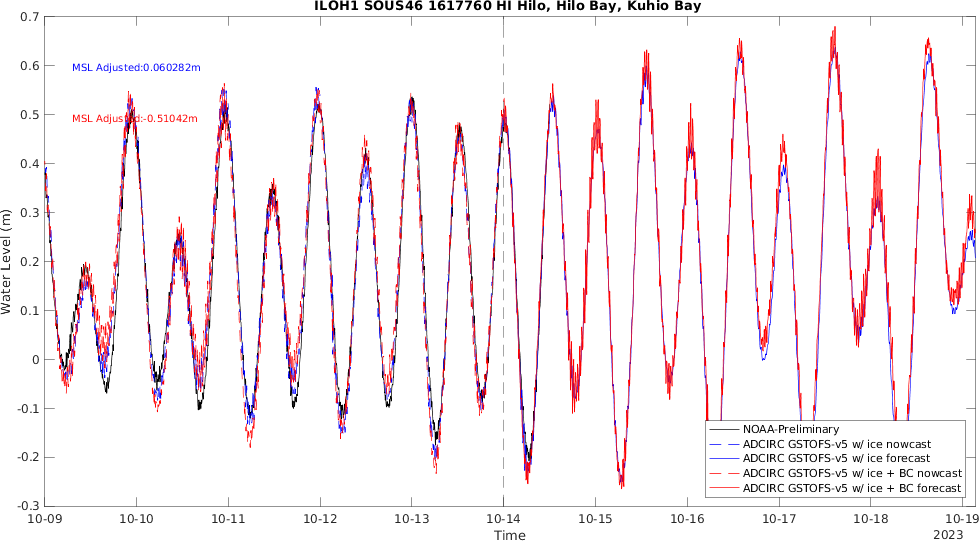 ILOH1 SOUS46 1617760 HI Hilo, Hilo Bay, Kuhio Bay
0.7
0.6
0.5
0.4
0.3
0.2
0.1
0
-0.1
-0.2
-0.3
Water Level (m)
MSL Adjusted:0.060282m
MSL Adjusted:-0.51042m
NOAA-Preliminary
ADCIRC GSTOFS-v5 w/ ice nowcast
ADCIRC GSTOFS-v5 w/ ice forecast
ADCIRC GSTOFS-v5 w/ ice + BC nowcast
ADCIRC GSTOFS-v5 w/ ice + BC forecast
10-09 10-10 10-11 10-12 10-13 10-14 10-15 10-16 10-17 10-18 10-19
Time
2023